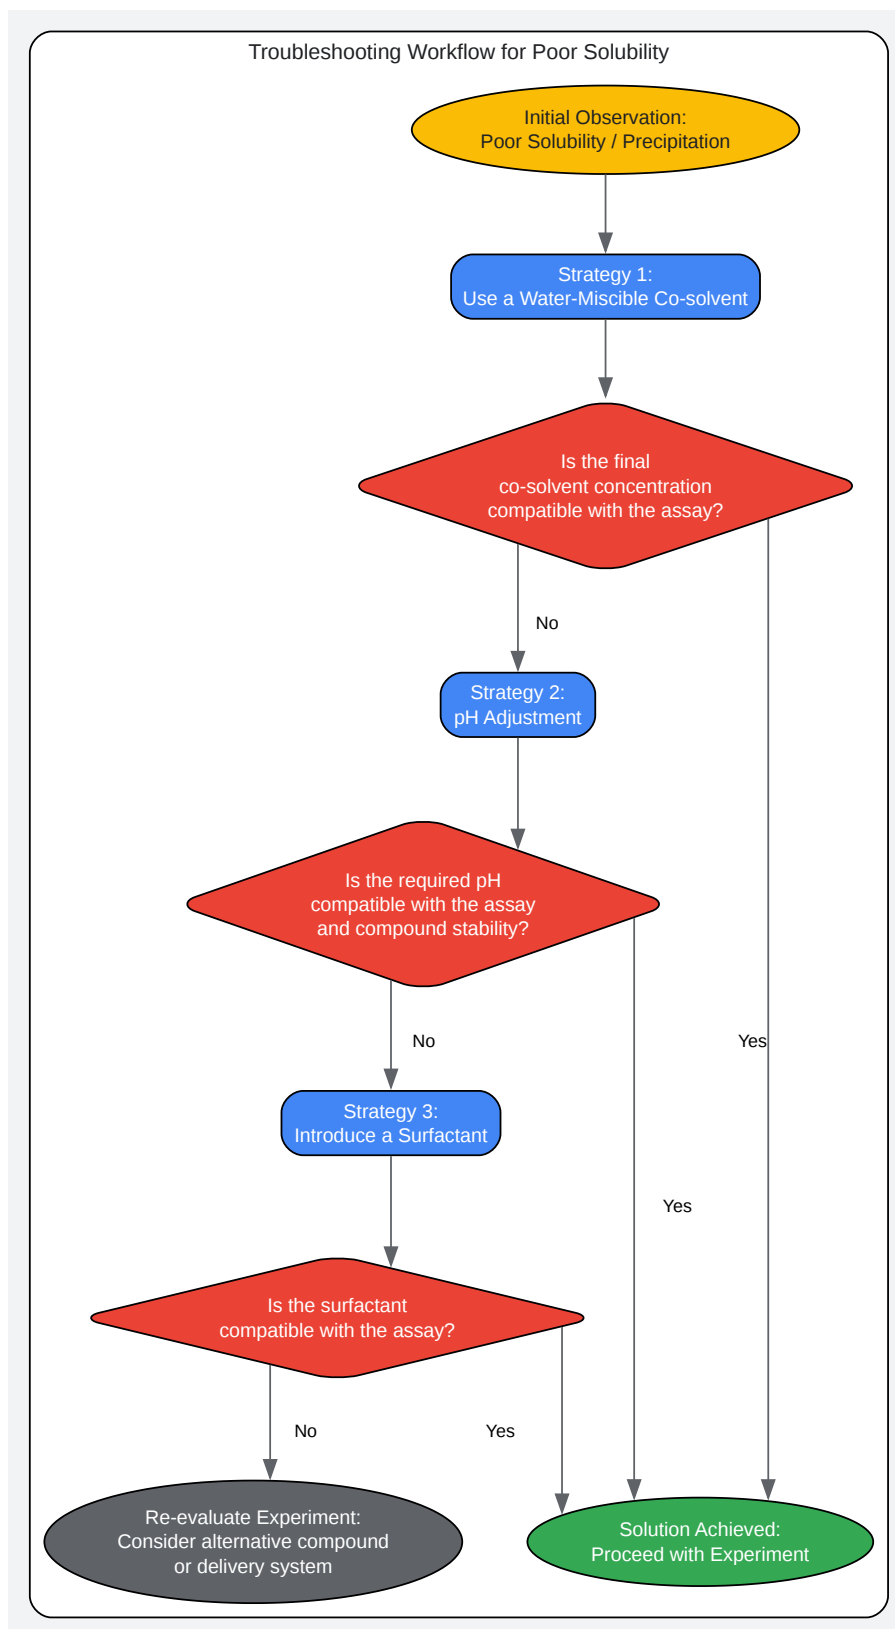 Troubleshooting Workflow for Poor Solubility
Initial Observation:
Poor Solubility / Precipitation
Strategy 1:
Use a Water-Miscible Co-solvent
Is the final
co-solvent concentration
compatible with the assay?
No
Strategy 2:
pH Adjustment
Is the required pH
compatible with the assay
and compound stability?
No
Yes
Strategy 3:
Introduce a Surfactant
Yes
Is the surfactant
compatible with the assay?
No
Yes
Re-evaluate Experiment:
Consider alternative compound
or delivery system
Solution Achieved:
Proceed with Experiment